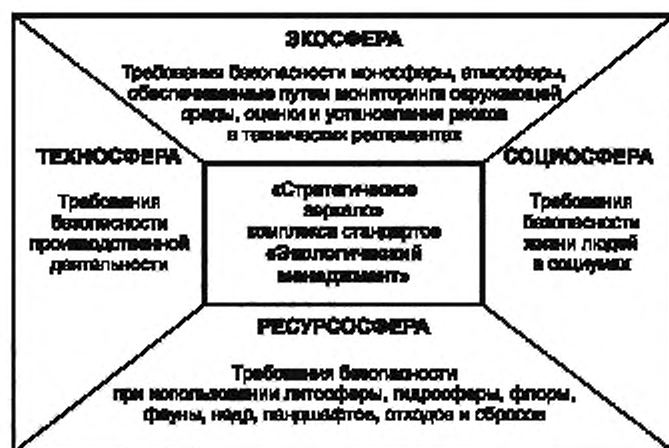 ЭКОСФЕРА
Требования безопасности моносферы, атмосферы,
обеспечиваемые путем мониторинга окружающей
среды, оценки и установления рисков
в технических регламентах
ТЕХНОСФЕРА
Требования
безопасности
производственной
деятельности
«Стратегическое
зеркало»
комплекса стандартов
«Экологический
менеджмент»
СОЦИОСФЕРА
Требования
безопасности
жизни людей
в социумах
РЕСУРСОСФЕРА
Требования безопасности
при использовании литосферы, гидросферы, флоры,
фауны, недр, ландшафтов, отходов и сбросов